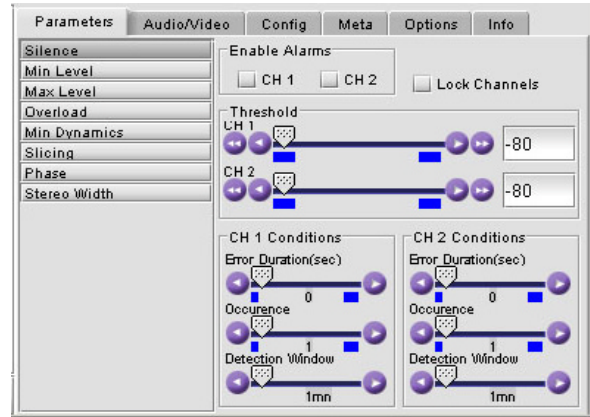 Parameters Audio/Video Config Meta Options Info
Silence
Min Level
Max Level
Overload
Min Dynamics
Slicing
Phase
Stereo Width
Enable Alarms
CH 1 CH 2 Lock Channels
Threshold
CH 1
-80
CH 2
-80
CH 1 Conditions
Error Duration(sec)
0
Occurence
1
Detection Window
1mn
CH 2 Conditions
Error Duration(sec)
0
Occurence
1
Detection Window
1mn